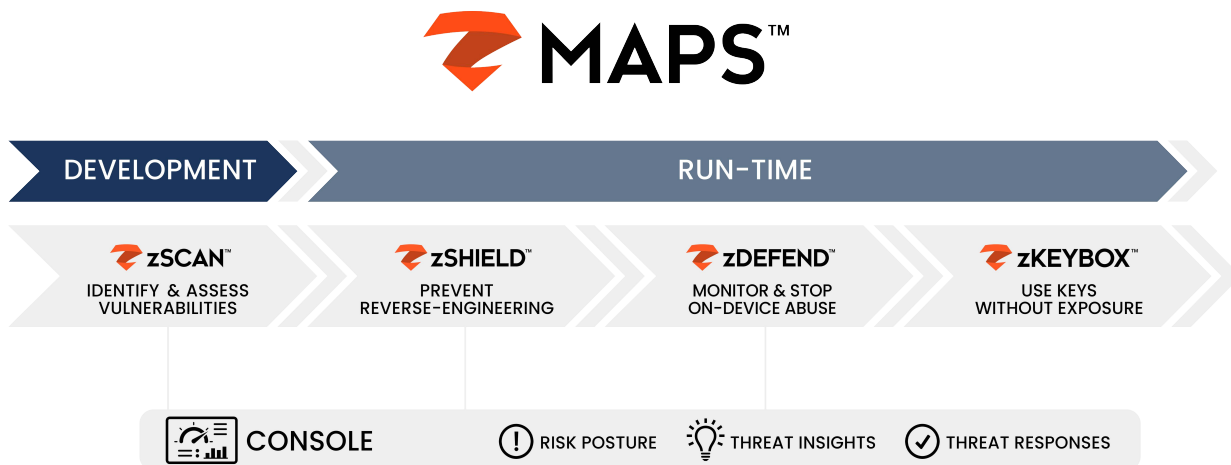 MAPS™
DEVELOPMENT
RUN-TIME
zSCAN™
IDENTIFY & ASSESS
VULNERABILITIES
zSHIELD™
PREVENT
REVERSE-ENGINEERING
zDEFEND™
MONITOR & STOP
ON-DEVICE ABUSE
zKEYBOX™
USE KEYS
WITHOUT EXPOSURE
CONSOLE
RISK POSTURE
THREAT INSIGHTS
THREAT RESPONSES